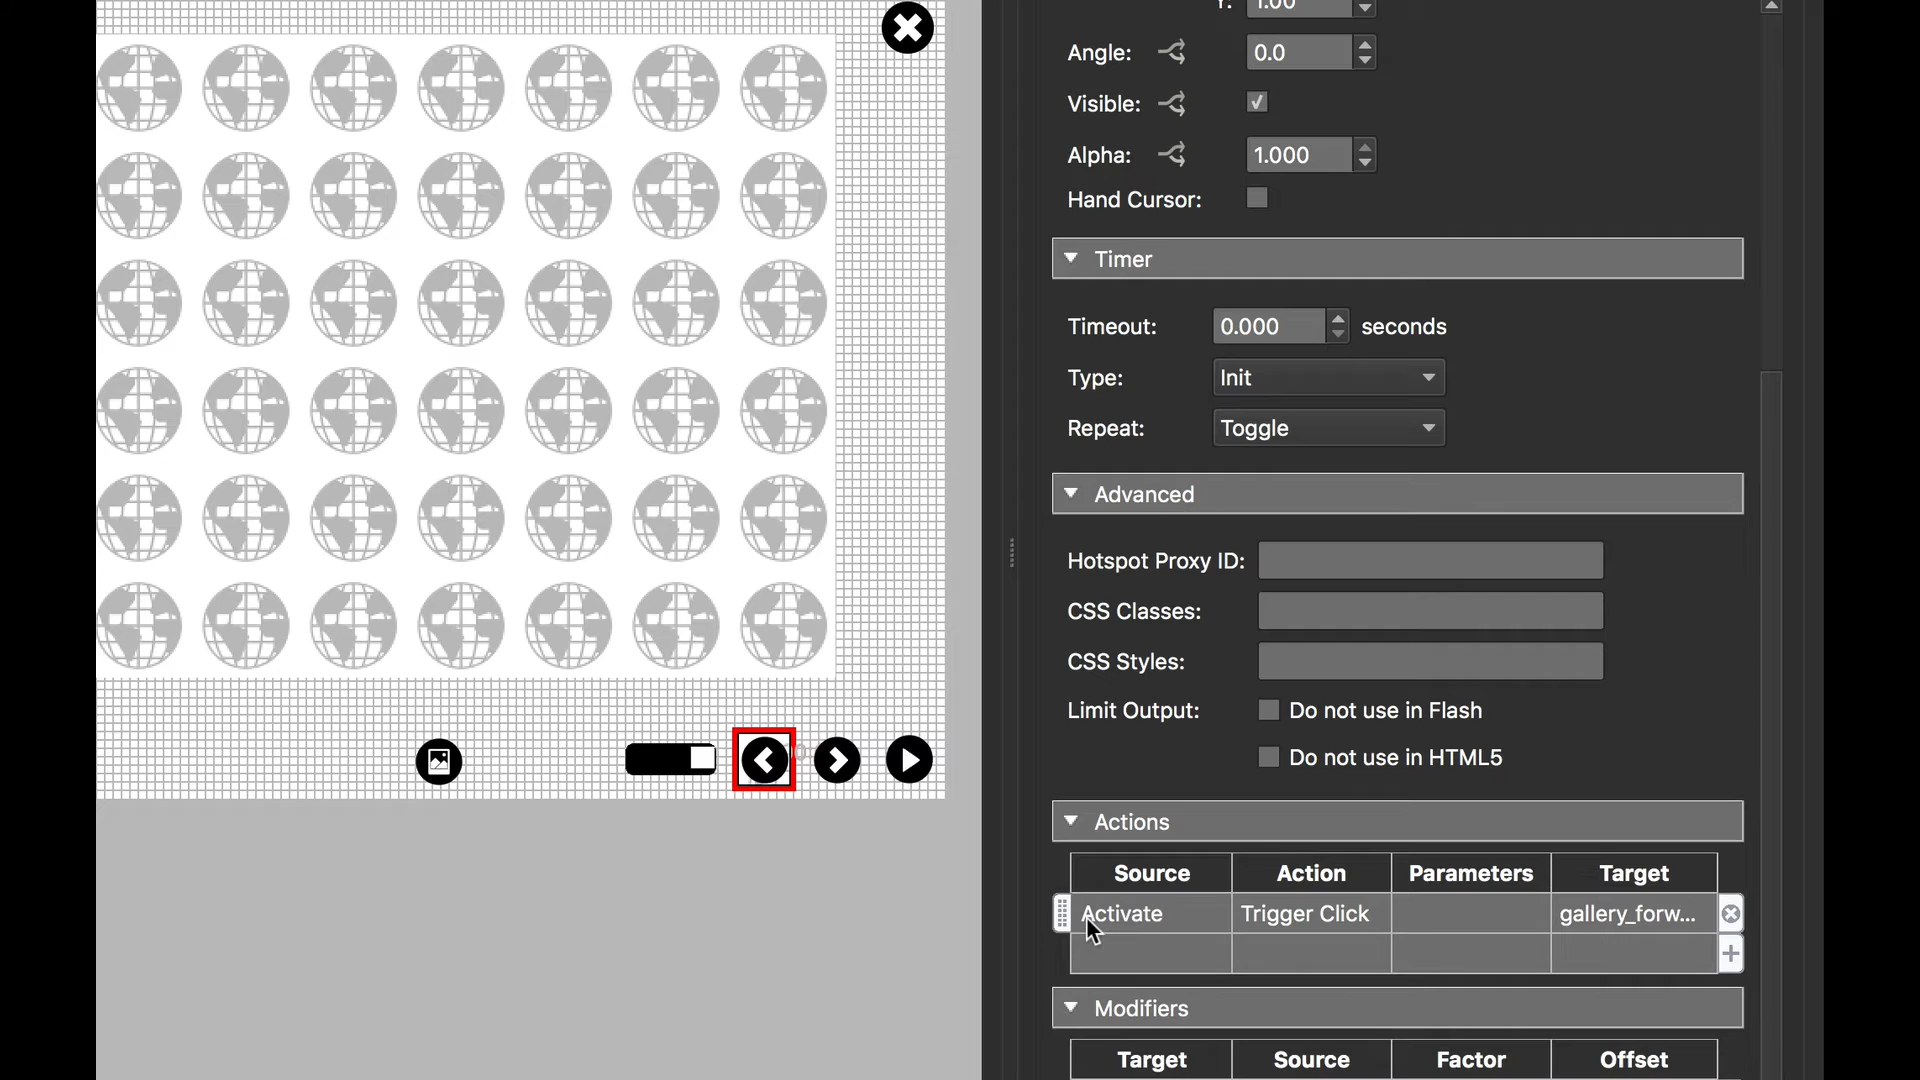 Y: 1.00
Angle: 0.0
Visible:
Alpha: 1.000
Hand Cursor:
Timer
Timeout: 0.000 seconds
Type: Init
Repeat: Toggle
Advanced
Hotspot Proxy ID:
CSS Classes:
CSS Styles:
Limit Output: Do not use in Flash
Do not use in HTML5
Actions
Source Action Parameters Target
Activate Trigger Click gallery_forw...
Modifiers
Target Source Factor Offset